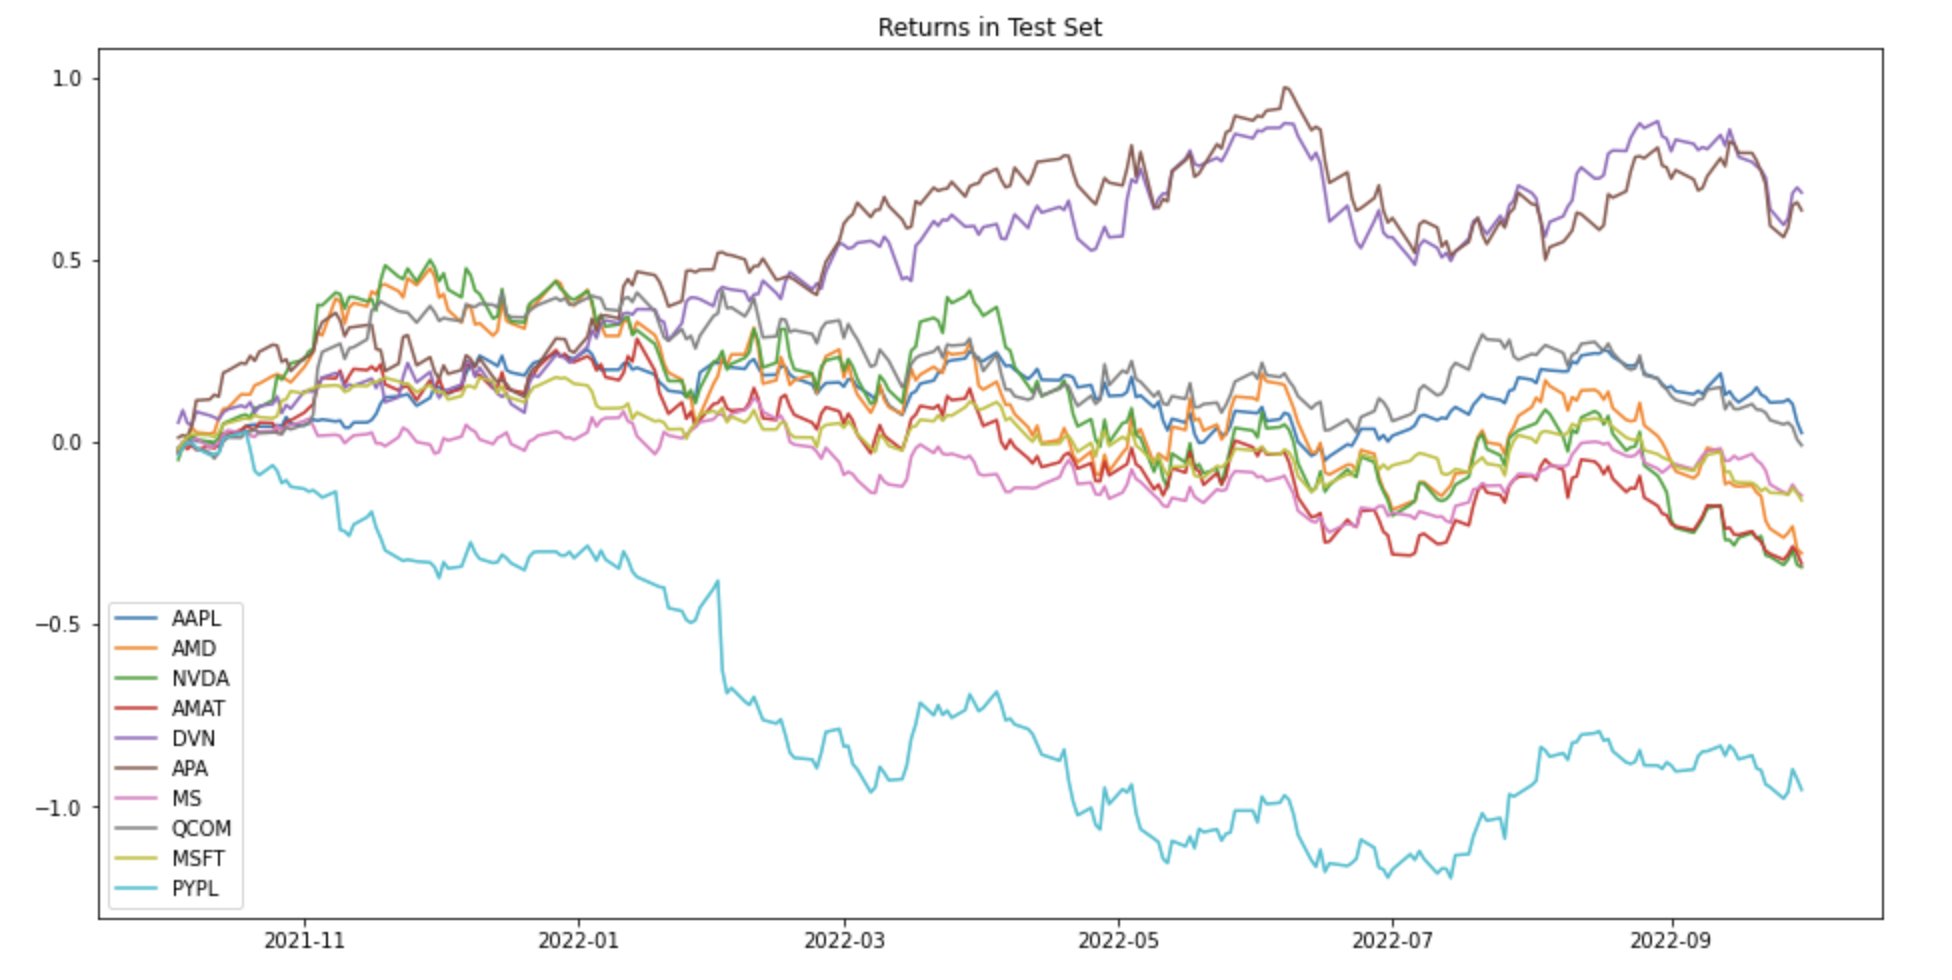 Returns in Test Set
1.0
0.5
0.0
−0.5
−1.0
AAPL
AMD
NVDA
AMAT
DVN
APA
MS
QCOM
MSFT
PYPL
2021-11 2022-01 2022-03 2022-05 2022-07 2022-09